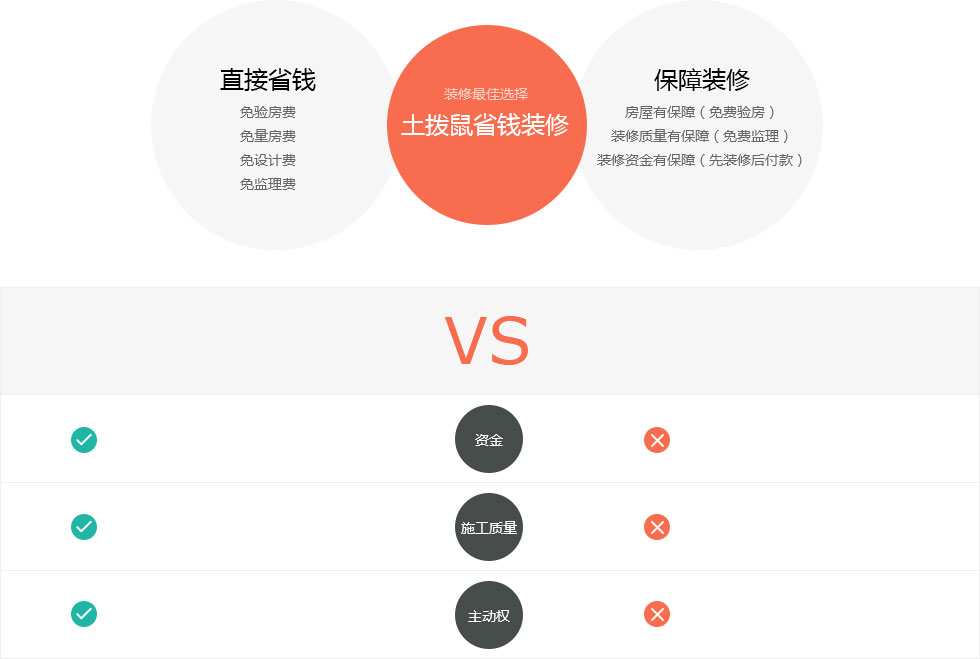 直接省钱
免验房费
免量房费
免设计费
免监理费
装修最佳选择
土拨鼠省钱装修
保障装修
房屋有保障（免费验房）
装修质量有保障（免费监理）
装修资金有保障（先装修后付款）
VS
资金
施工质量
主动权